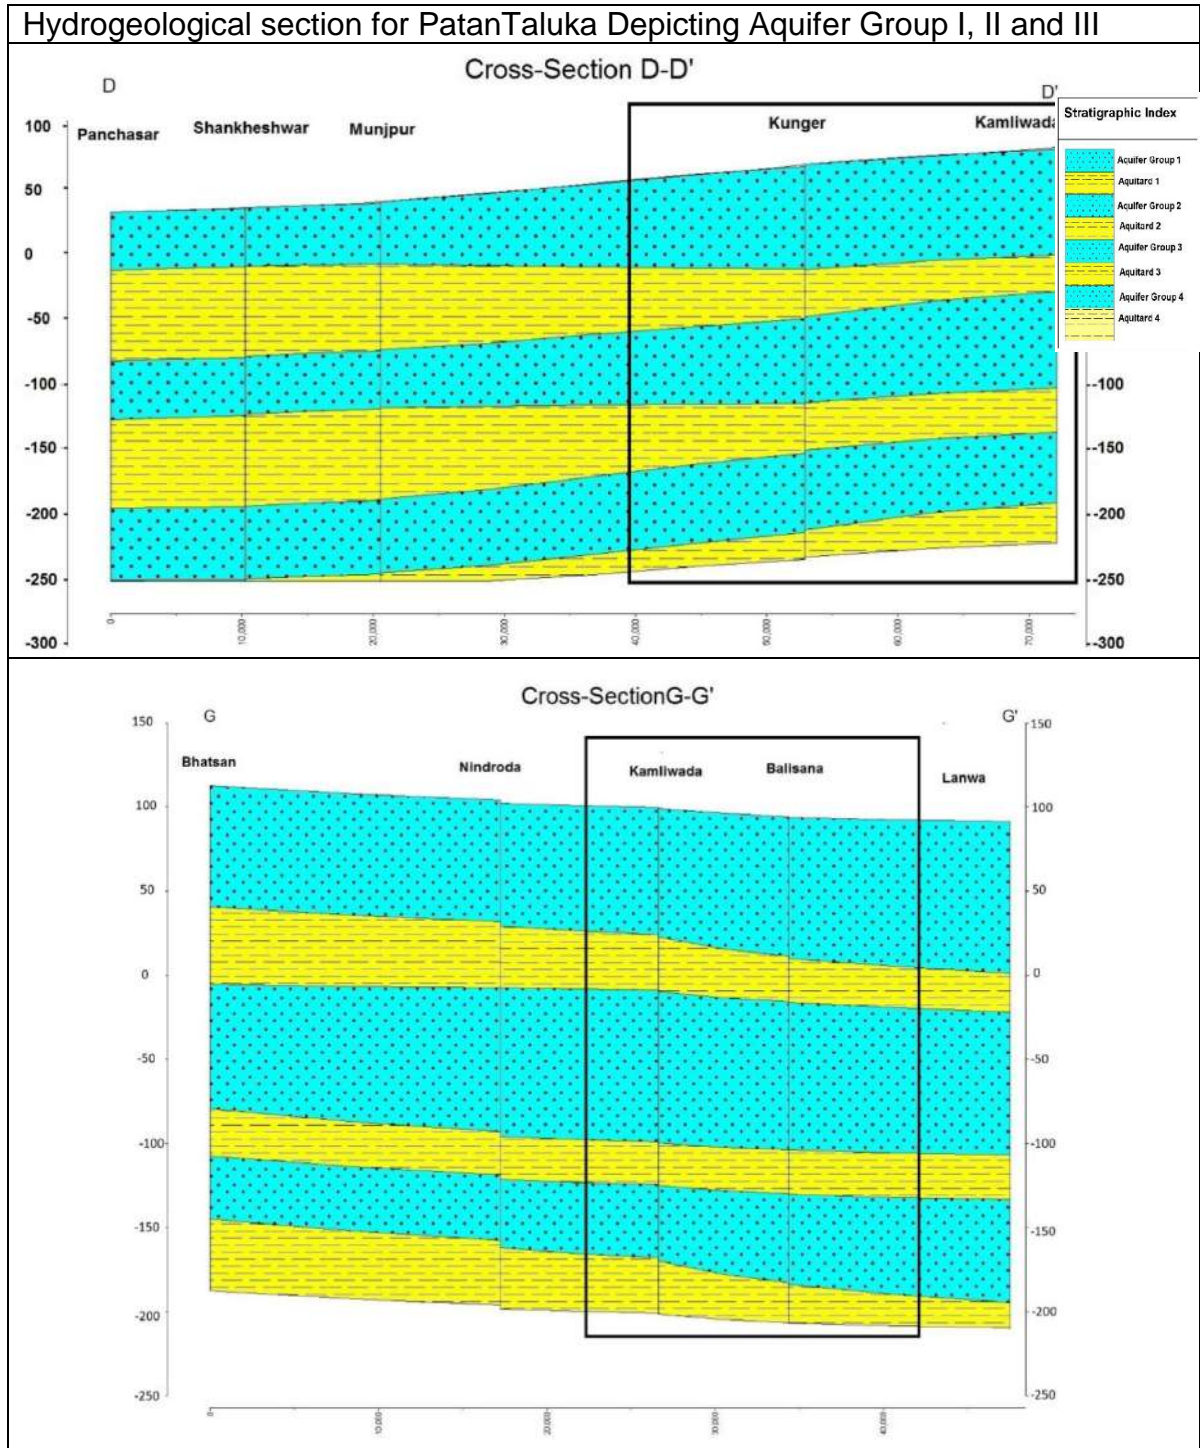 Hydrogeological section for PatanTaluka Depicting Aquifer Group I, II and III
Cross-Section D-D'
D
D'
Panchasar
Shankheshwar
Munjpur
Kunger
Kamliwada
Stratigraphic Index
Aquifer Group 1
Aquitard 1
Aquifer Group 2
Aquitard 2
Aquifer Group 3
Aquitard 3
Aquifer Group 4
Aquitard 4
100
50
0
-50
-100
-150
-200
-250
-300
-100
-150
-200
-250
-300
0
10,000
20,000
30,000
40,000
50,000
60,000
70,000
Cross-SectionG-G'
G
G'
Bhatsan
Nindroda
Kamliwada
Balisana
Lanwa
150
100
50
0
-50
-100
-150
-200
-250
150
100
50
0
-50
-100
-150
-200
-250
0
10,000
20,000
30,000
40,000